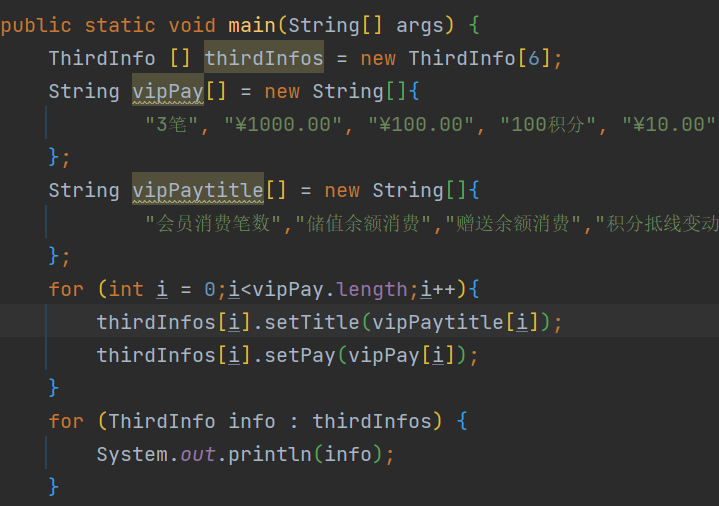 public static void main(String[] args) {
ThirdInfo [] thirdInfos = new ThirdInfo[6];
String vipPay[] = new String[]{
"3笔", "¥1000.00", "¥100.00", "100积分", "¥10.00"
};
String vipPaytitle[] = new String[]{
"会员消费笔数","储值余额消费","赠送余额消费","积分抵线变动
};
for (int i = 0;i<vipPay.length;i++){
thirdInfos[i].setTitle(vipPaytitle[i]);
thirdInfos[i].setPay(vipPay[i]);
}
for (ThirdInfo info : thirdInfos) {
System.out.println(info);
}